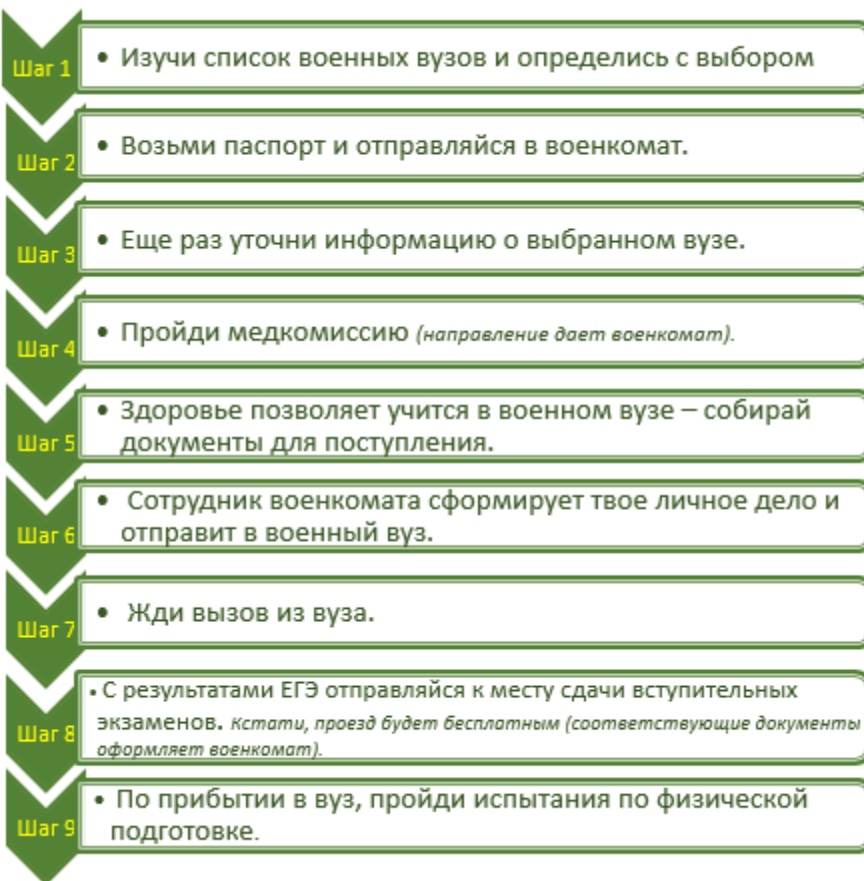 Шаг 1
• Изучи список военных вузов и определись с выбором
Шаг 2
• Возьми паспорт и отправляйся в военкомат.
Шаг 3
• Еще раз уточни информацию о выбранном вузе.
Шаг 4
• Пройди медкомиссию (направление дает военкомат).
Шаг 5
• Здоровье позволяет учится в военном вузе – собирай
документы для поступления.
Шаг 6
• Сотрудник военкомата сформирует твое личное дело и
отправит в военный вуз.
Шаг 7
• Жди вызов из вуза.
Шаг 8
• С результатами ЕГЭ отправляйся к месту сдачи вступительных
экзаменов. Кстати, проезд будет бесплатным (соответствующие документы
оформляет военкомат).
Шаг 9
• По прибытии в вуз, пройди испытания по физической
подготовке.